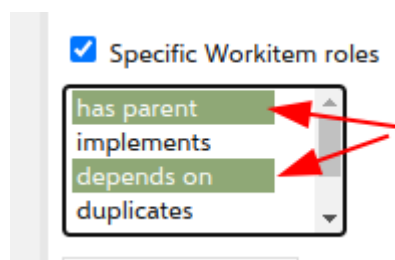 Specific Workitem roles
has parent
implements
depends on
duplicates